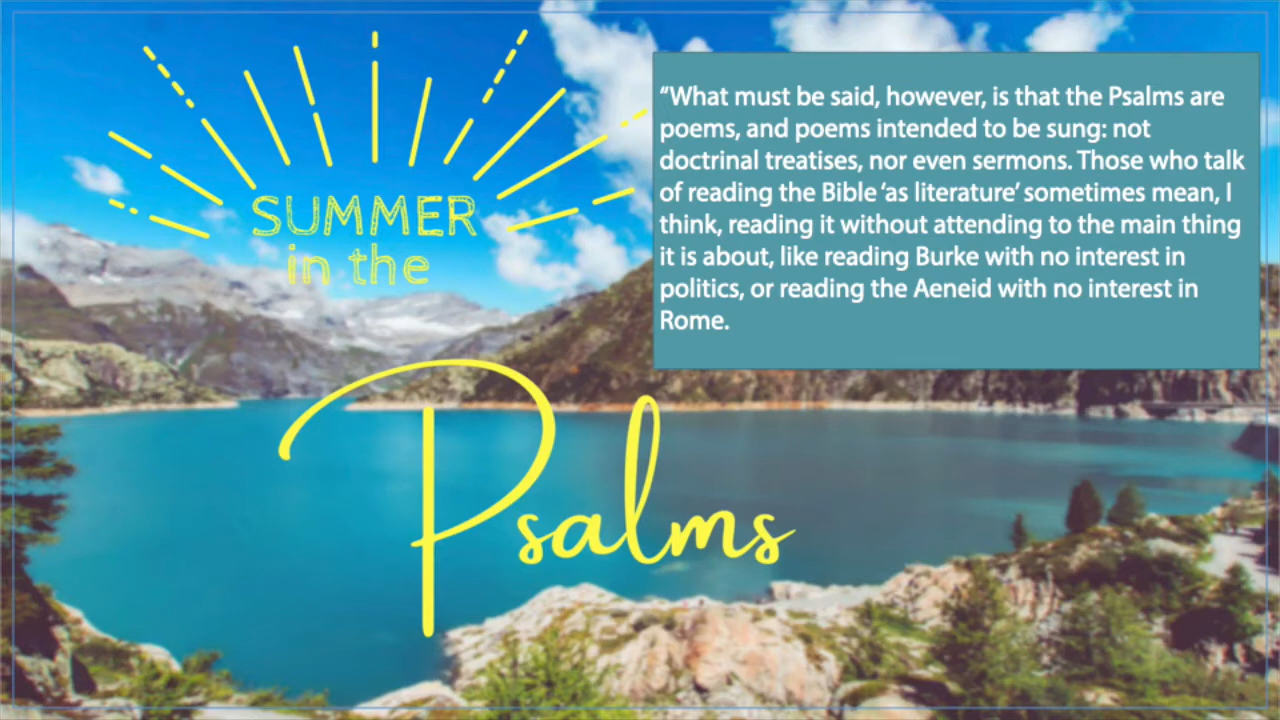 SUMMER
in the
Psalms
“What must be said, however, is that the Psalms are
poems, and poems intended to be sung: not
doctrinal treatises, nor even sermons. Those who talk
of reading the Bible ‘as literature’ sometimes mean, I
think, reading it without attending to the main thing
it is about, like reading Burke with no interest in
politics, or reading the Aeneid with no interest in
Rome.